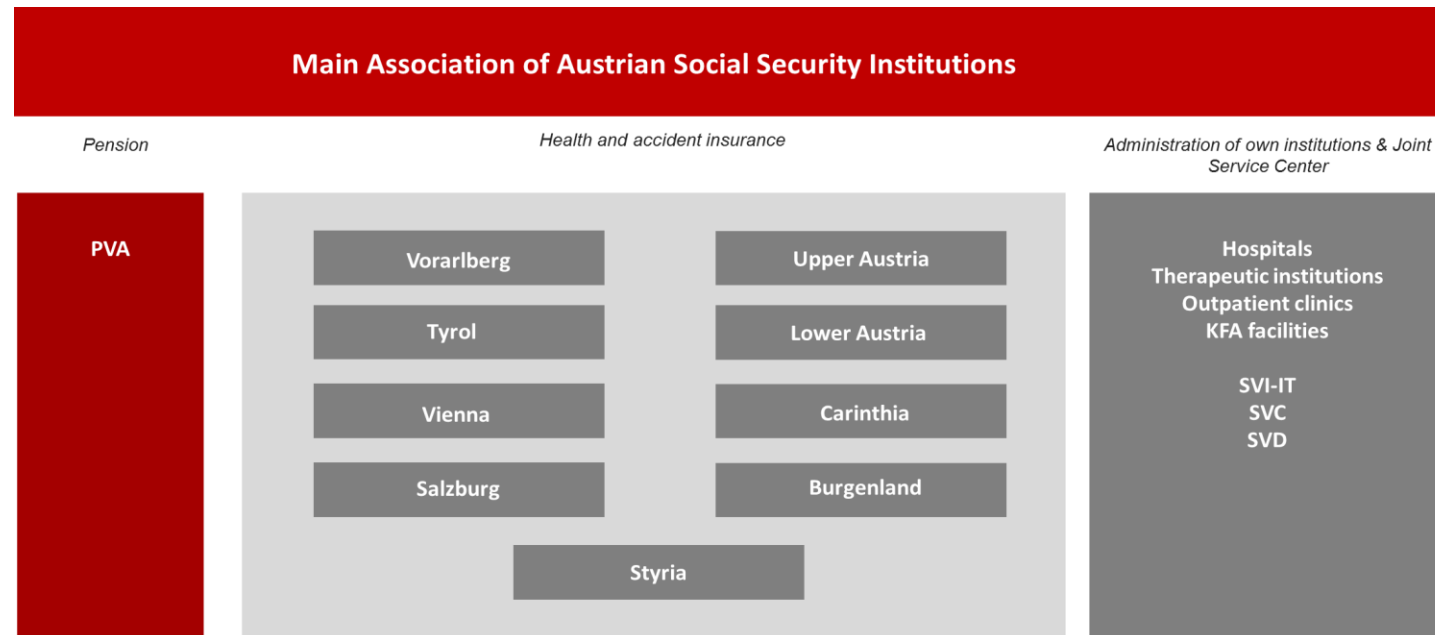 Main Association of Austrian Social Security Institutions
Pension
Health and accident insurance
Administration of own institutions & Joint
Service Center
PVA
Vorarlberg
Upper Austria
Tyrol
Lower Austria
Vienna
Carinthia
Salzburg
Burgenland
Styria
Hospitals
Therapeutic institutions
Outpatient clinics
KFA facilities
SVI-IT
SVC
SVD